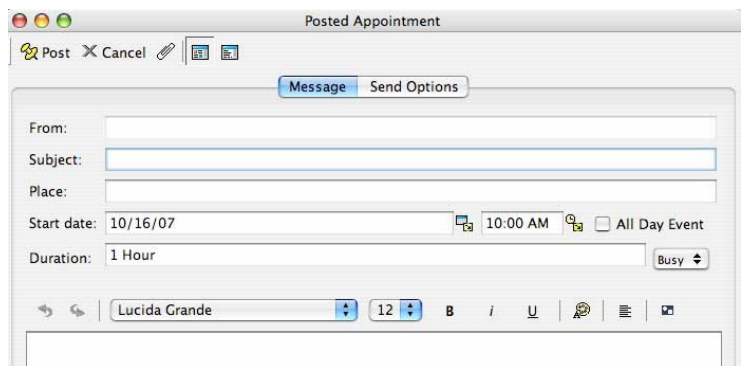 Posted Appointment
Post Cancel
Message Send Options
From:
Subject:
Place:
Start date: 10/16/07 10:00 AM All Day Event
Duration: 1 Hour Busy
Lucida Grande 12 B i U